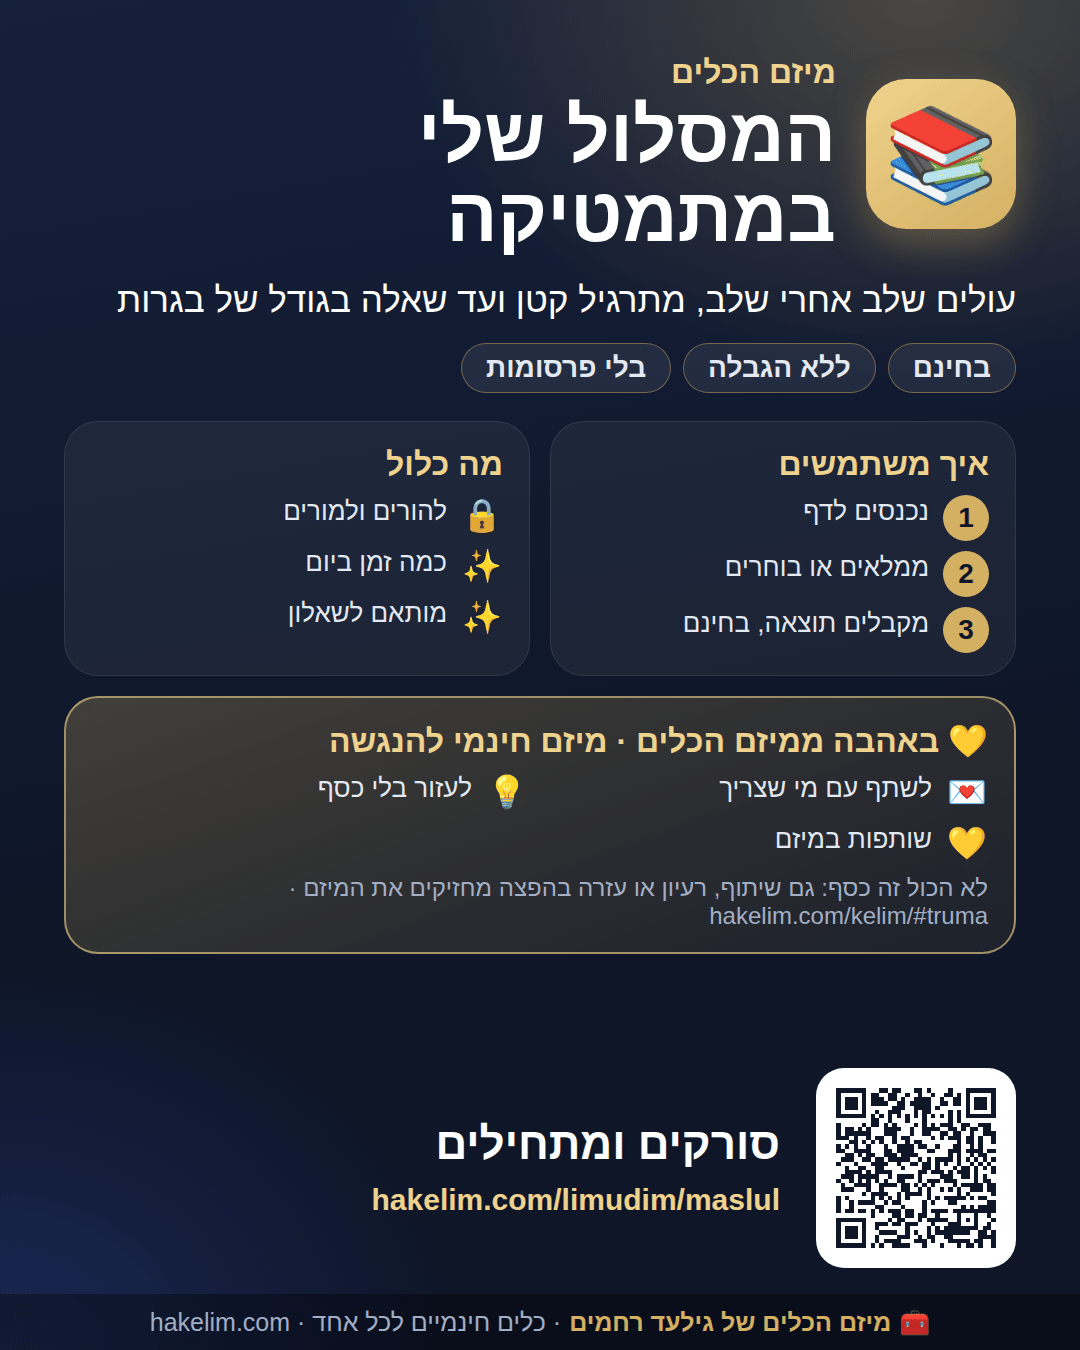 מיזם הכלים
המסלול שלי
במתמטיקה
עולים שלב אחרי שלב, מתרגיל קטן ועד שאלה בגודל של בגרות
בחינם
ללא הגבלה
בלי פרסומות
איך משתמשים
1 נכנסים לדף
2 ממלאים או בוחרים
3 מקבלים תוצאה, בחינם
מה כלול
להורים ולמורים
כמה זמן ביום
מותאם לשאלון
באהבה ממיזם הכלים · מיזם חינמי להנגשה
לשתף עם מי שצריך
לעזור בלי כסף
שותפות במיזם
לא הכול זה כסף: גם שיתוף, רעיון או עזרה בהפצה מחזיקים את המיזם ·
hakelim.com/kelim/#truma
סורקים ומתחילים
hakelim.com/limudim/maslul
מיזם הכלים של גילעד רחמים · כלים חינמיים לכל אחד · hakelim.com